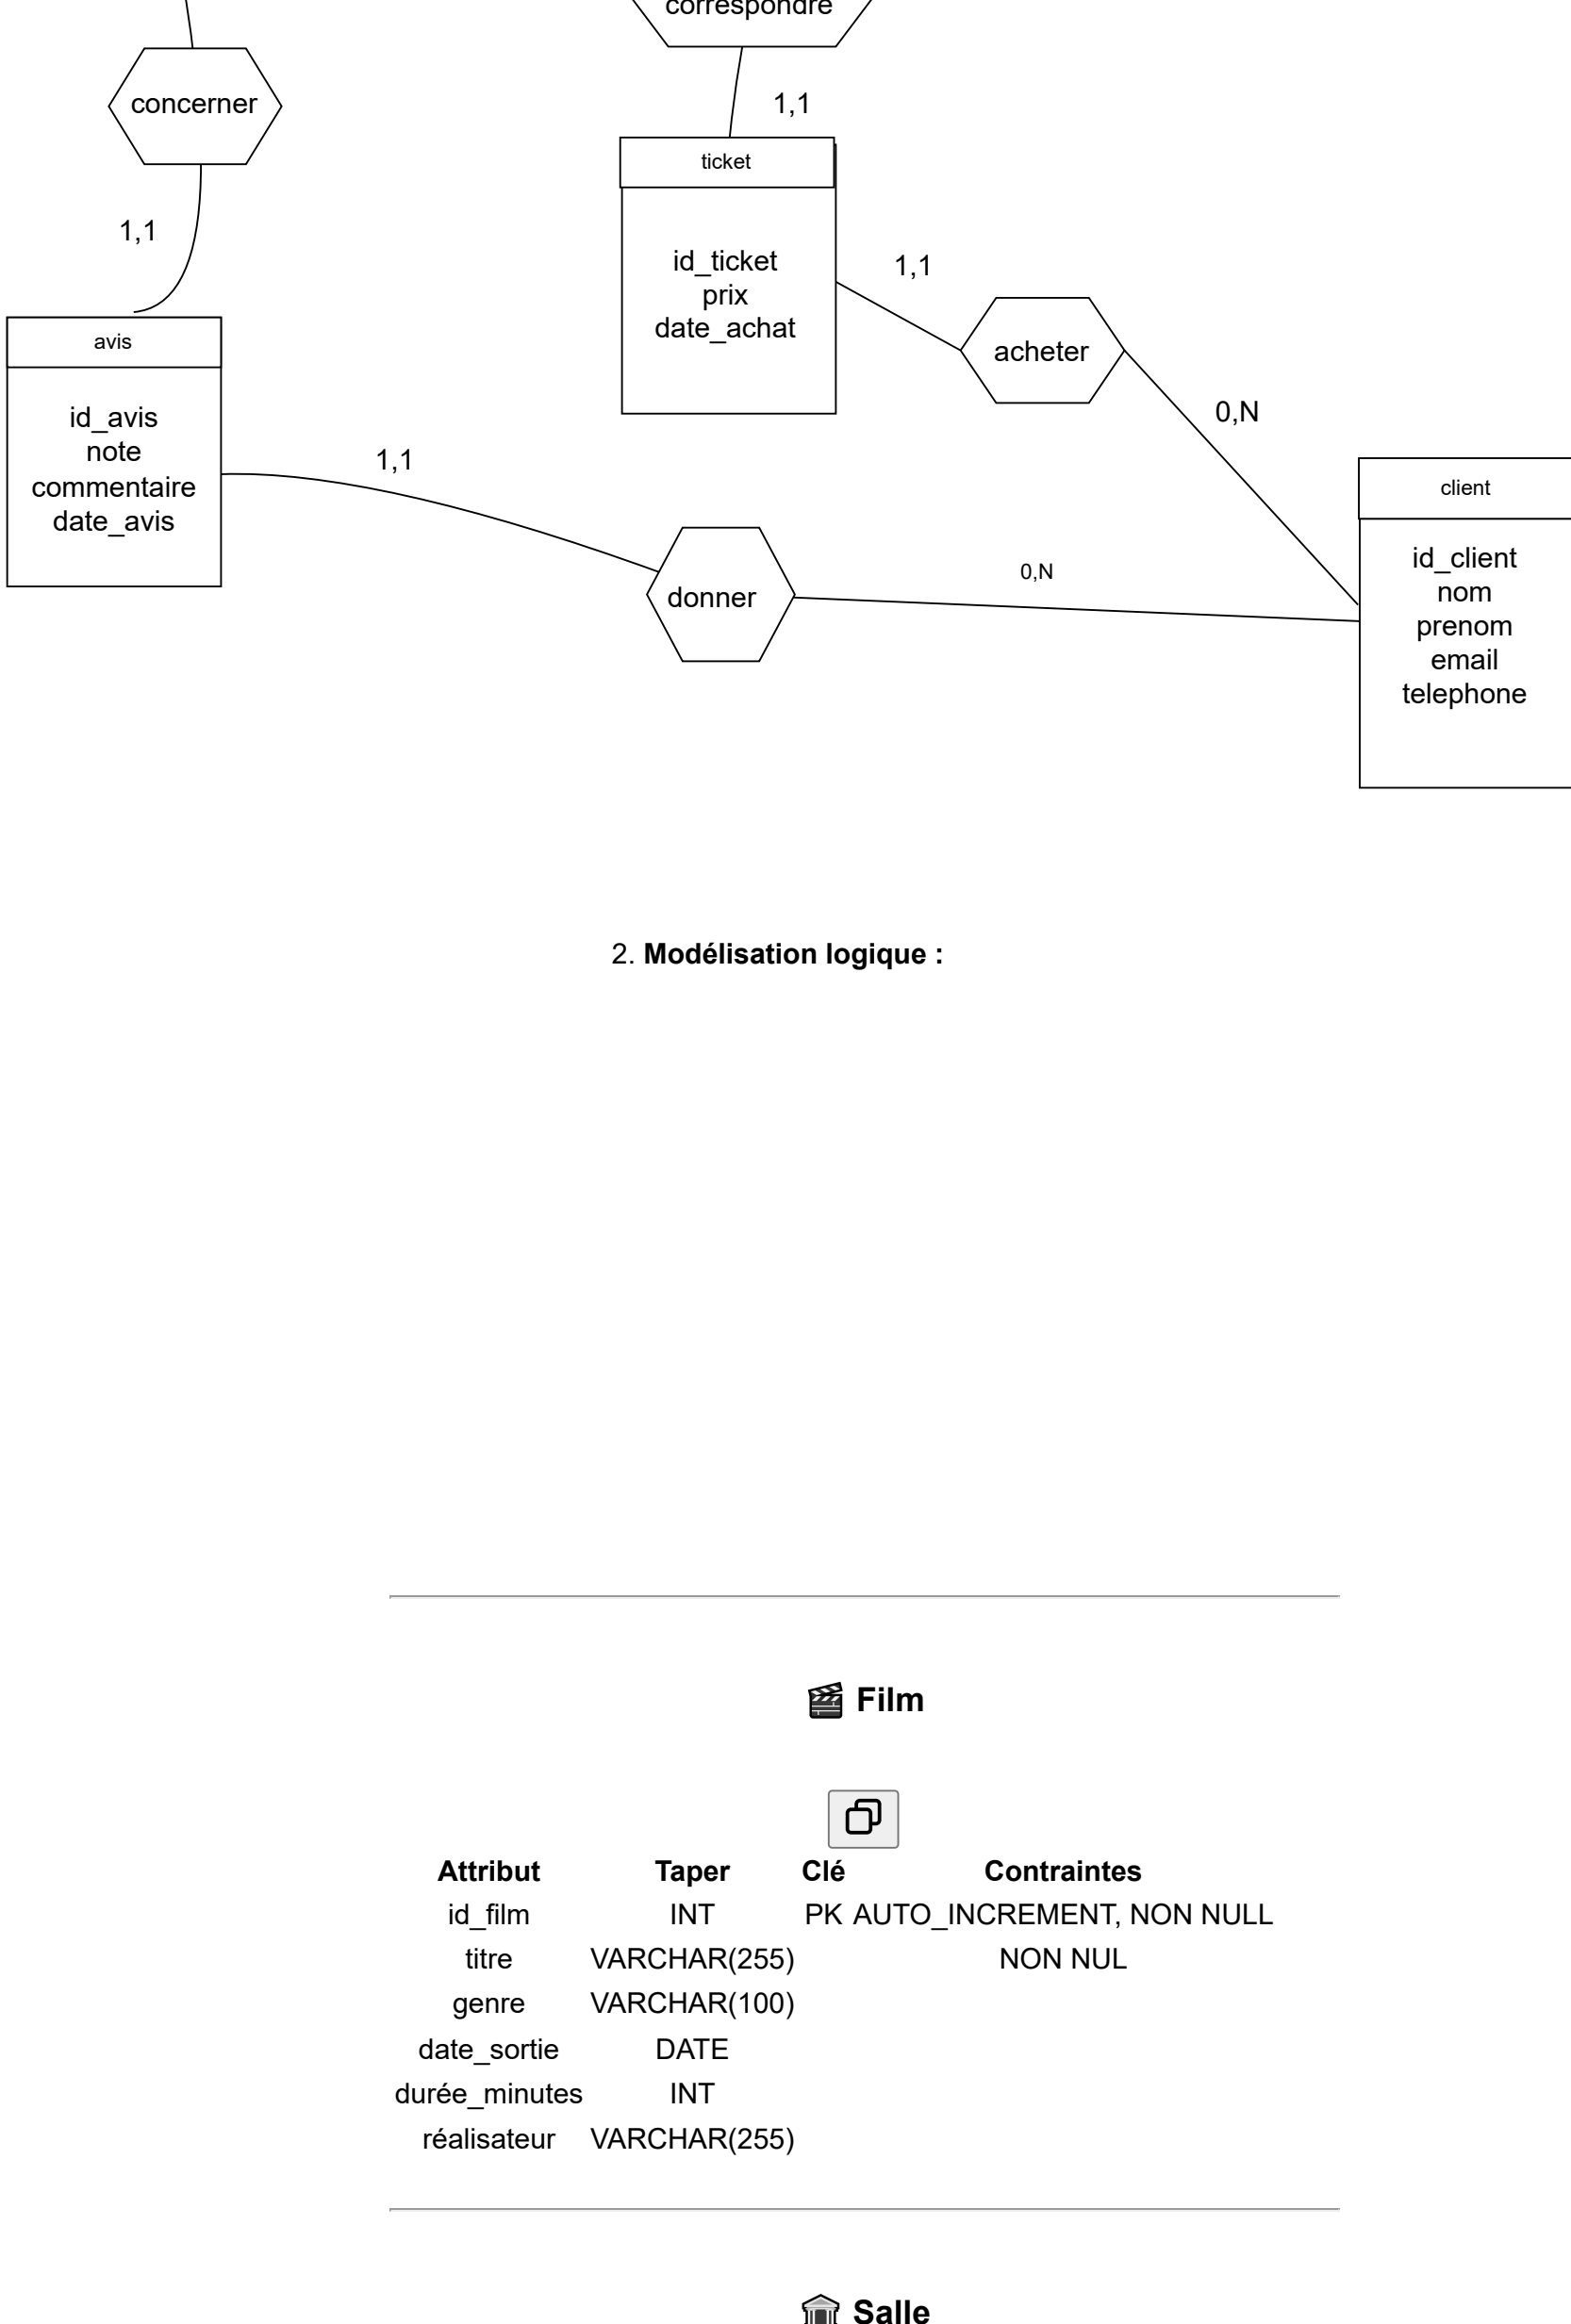 correspondre
concerner
1,1
ticket
1,1
id_ticket
prix
date_achat
1,1
acheter
avis
id_avis
note
commentaire
date_avis
1,1
0,N
client
id_client
nom
prenom
email
telephone
donner
0,N
2. Modélisation logique :
Film
Attribut Taper Clé Contraintes
id_film INT PK AUTO_INCREMENT, NON NULL
titre VARCHAR(255) NON NUL
genre VARCHAR(100)
date_sortie DATE
durée_minutes INT
réalisateur VARCHAR(255)
Salle